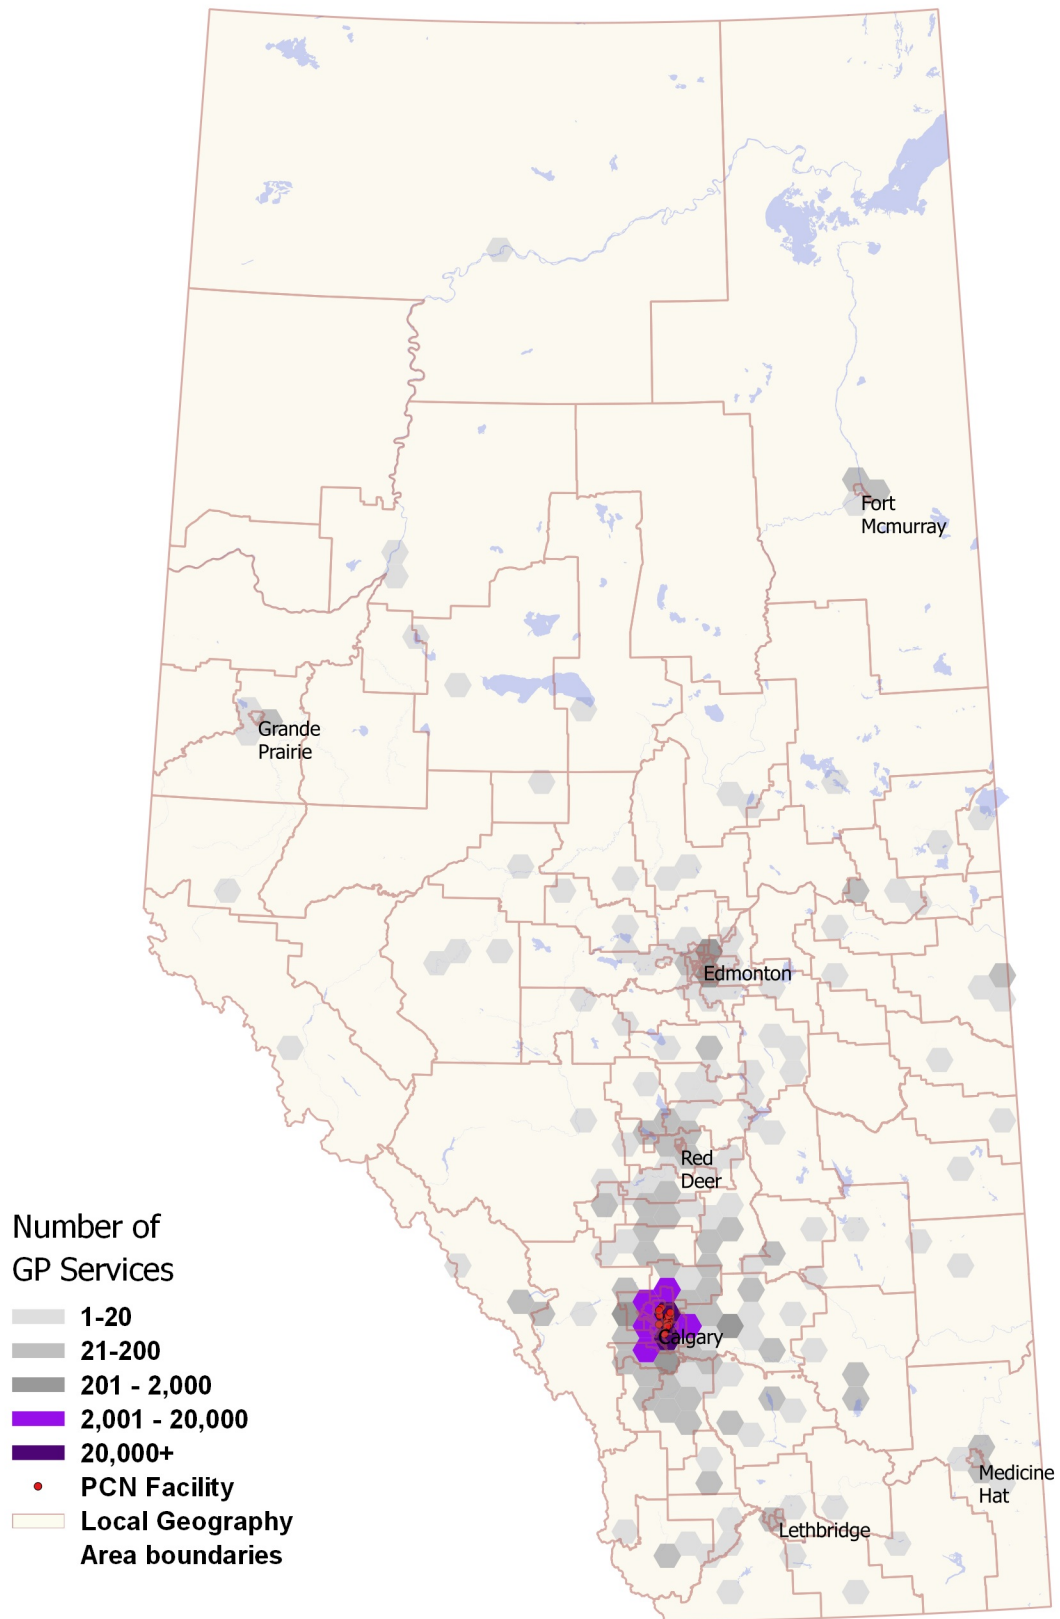 Fort
Mcmurray
Grande
Prairie
Edmonton
Red
Deer
Number of
GP Services
1-20
21-200
201 - 2,000
2,001 - 20,000
20,000+
PCN Facility
Local Geography
Area boundaries
Calgary
Medicine
Hat
Lethbridge